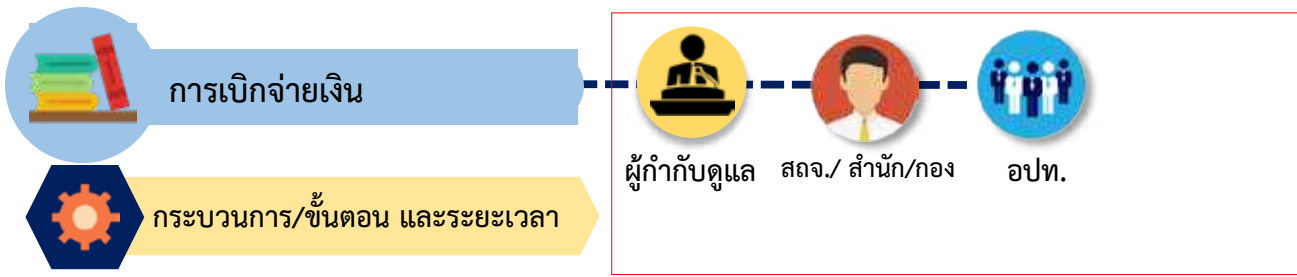 การเบิกจ่ายเงิน
ผู้กำกับดูแล
สถจ./ สำนัก/กอง
อปท.
กระบวนการ/ขั้นตอน และระยะเวลา